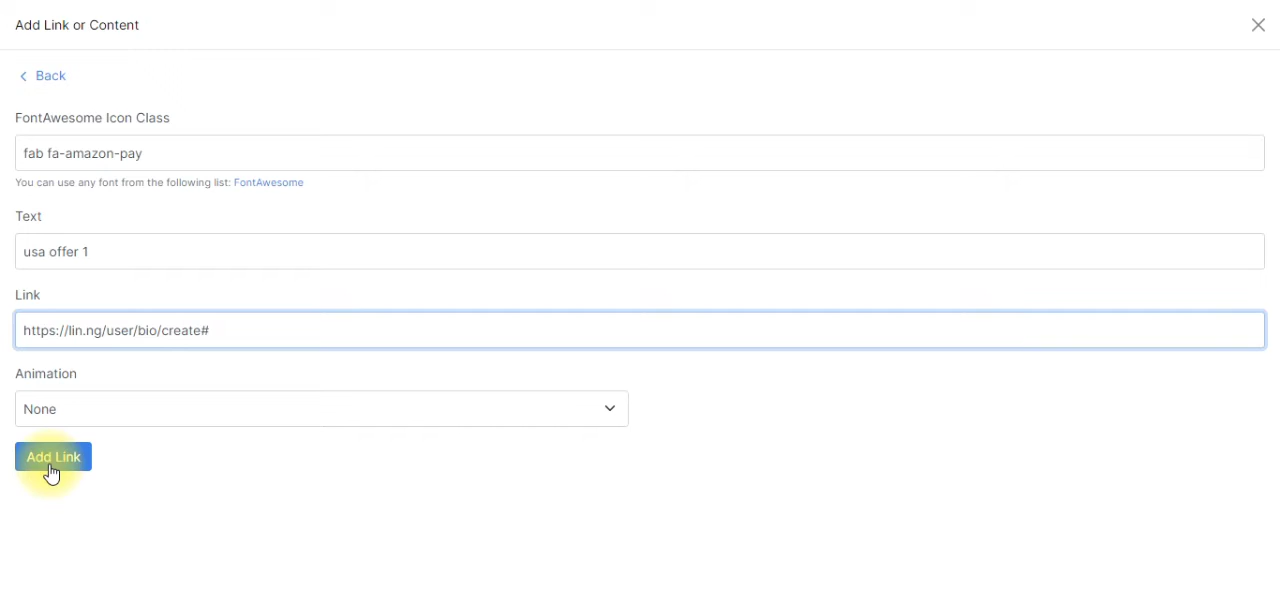 Add Link or Content
Back
FontAwesome Icon Class
fab fa-amazon-pay
You can use any font from the following list: FontAwesome
Text
usa offer 1
Link
https://lin.ng/user/bio/create#
Animation
None
Add Link